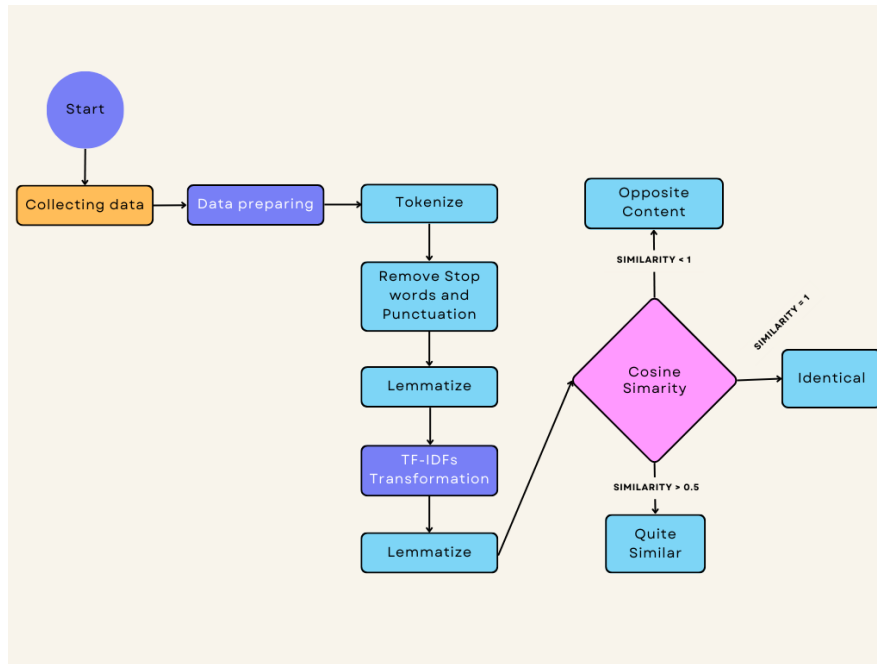 Start
Collecting data
Data preparing
Tokenize
Remove Stop
words and
Punctuation
Lemmatize
TF-IDFs
Transformation
Lemmatize
Cosine
Simarity
SIMILARITY < 1
Opposite
Content
SIMILARITY = 1
Identical
SIMILARITY > 0.5
Quite
Similar